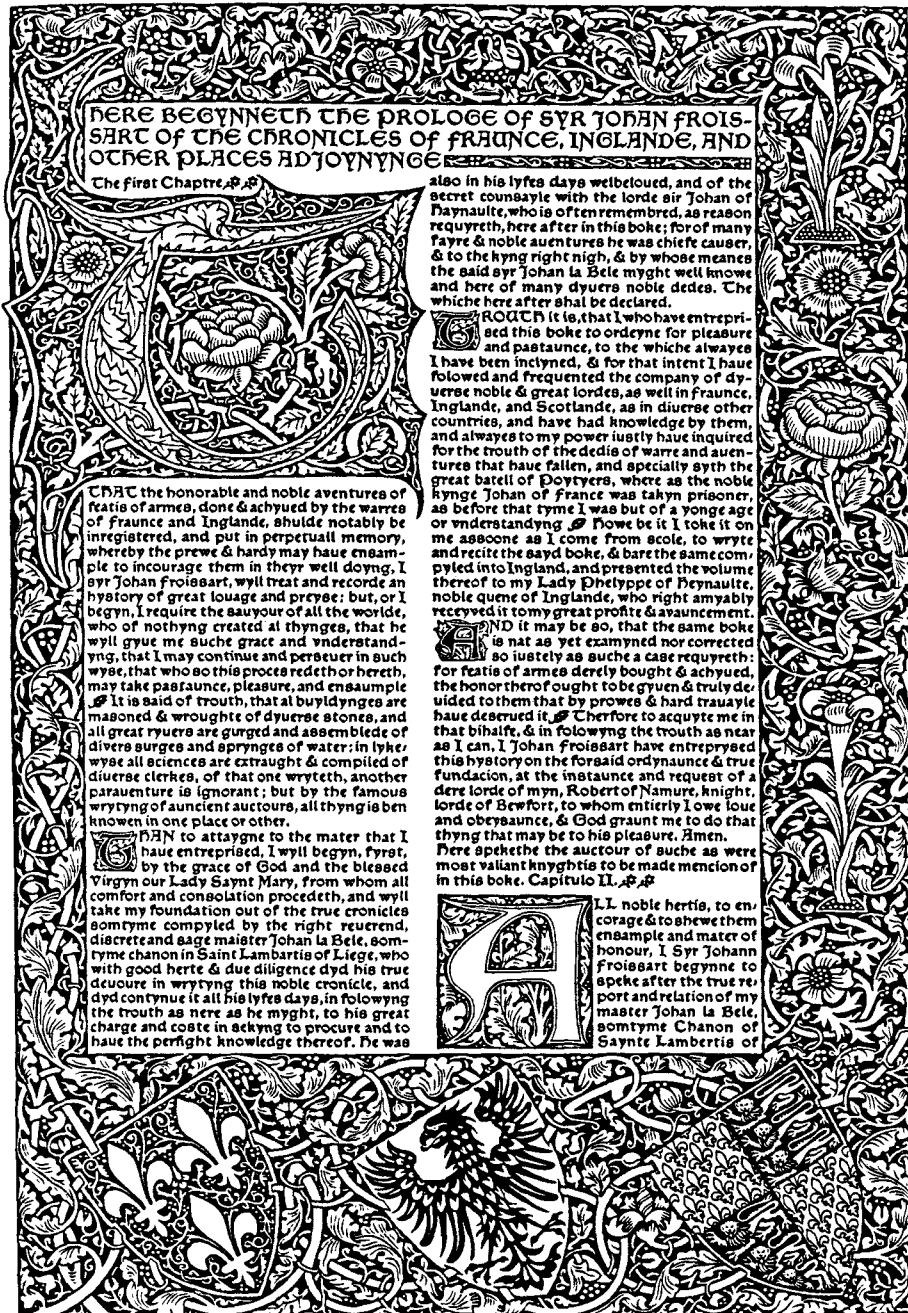 HERE BEGYNNETH THE PROLOGE OF SYR JOHAN FROIS-
SART OF THE CHRONICLES OF FRAUNCE, INGLANDE, AND
OTHER PLACES ADJOYNYNGE
The first Chaptre
THAT the honorable and noble aventures of
featis of armes, done & achyued by the warres
of Fraunce and Inglande, shulde notably be
inregistered, and put in perpetuall memory,
whereby the prewe & hardy may haue ensam-
ple to incourage them in theyr well doyng, I
syr Johan Froissart, wyll treat and recorde an
hystory of great louage and preyse: but, or I
begyn, I require the sauyour of all the worlde,
who of nothyng created al thynges, that he
wyll gyue me suche grace and vnderstand-
yng, that I may continue and perseuer in such
wyse, that who so this proces redeth or hereth,
may take pastaunce, pleasure, and ensaumple
It is said of trouth, that al buyldynges are
masoned & wroughte of dyuerse stones, and
all great ryuers are gurged and assemblede of
divers surges and sprynges of water: in lyke-
wyse all sciences are extraught & compiled of
diuerse clerkes, of that one wryteth, another
parauenture is ignorant; but by the famous
wrytyng of auncient auctours, all thyng is ben
knowen in one place or other.
THAN to attaygne to the mater that I
haue entreprised, I wyll begyn, fyrst,
by the grace of God and the blessed
Virgyn our Lady Saynt Mary, from whom all
comfort and consolation procedeth, and wyll
take my foundation out of the true cronicles
somtyme compyled by the right reuerend,
discrete and sage maister Johan la Bele, som-
tyme chanon in Saint Lambartis of Liege, who
with good herte & due diligence dyd his true
deuoure in wrytyng this noble cronicle, and
dyd contynue it all his lyfes days, in folowyng
the trouth as nere as he myght, to his great
charge and coste in sekyng to procure and to
haue the perfight knowledge thereof. He was
also in his lyfes days welbeloued, and of the
secret counsayle with the lorde sir Johan of
Haynaulte, who is often remembred, as reason
requyreth, here after in this boke; for of many
fayre & noble auentures he was chiefe causer,
& to the kyng right nigh, & by whose meanes
the said syr Johan la Bele myght well knowe
and here of many dyuers noble dedes. The
whiche here after shal be declared.
TROUTH it is, that I who have entrepri-
sed this boke to ordeyne for pleasure
and pastaunce, to the whiche alwayes
I have been inclyned, & for that intent I haue
folowed and frequented the company of dy-
uerse noble & great lordes, as well in Fraunce,
Inglande, and Scotlande, as in diuerse other
countries, and have had knowledge by them,
and alwayes to my power iustly haue inquired
for the trouth of the dedis of warre and auen-
tures that haue fallen, and specially syth the
great batell of Poytyers, where as the noble
kynge Johan of France was takyn prisoner,
as before that tyme I was but of a yonge age
or vnderstandyng Howe be it I toke it on
me assoone as I come from scole, to wryte
and recite the sayd boke, & bare the same com-
pyled into Ingland, and presented the volume
thereof to my Lady Phelyppe of Heynaulte,
noble quene of Inglande, who right amyably
receyved it to my great profite & avauncement.
AND it may be so, that the same boke
is nat as yet examyned nor corrected
so iustely as suche a case requyreth:
for featis of armes derely bought & achyued,
the honor therof ought to be gyuen & truly de-
uided to them that by prowes & hard trauayle
haue deserued it Therfore to acquyte me in
that bihalfe, & in folowyng the trouth as near
as I can, I Johan Froissart have entreprysed
this hystory on the forsaid ordynaunce & true
fundacion, at the instaunce and request of a
dere lorde of myn, Robert of Namure, knight,
lorde of Bewfort, to whom entierly I owe loue
and obeysaunce, & God graunt me to do that
thyng that may be to his pleasure. Amen.
Here spekethe the auctour of suche as were
most valiant knyghtis to be made mencion of
in this boke. Capitulo II.
ALL noble hertis, to en-
corage & to shewe them
ensample and mater of
honour, I Syr Johann
Froissart begynne to
speke after the true re-
port and relation of my
master Johan la Bele,
somtyme Chanon of
Saynte Lambertis of